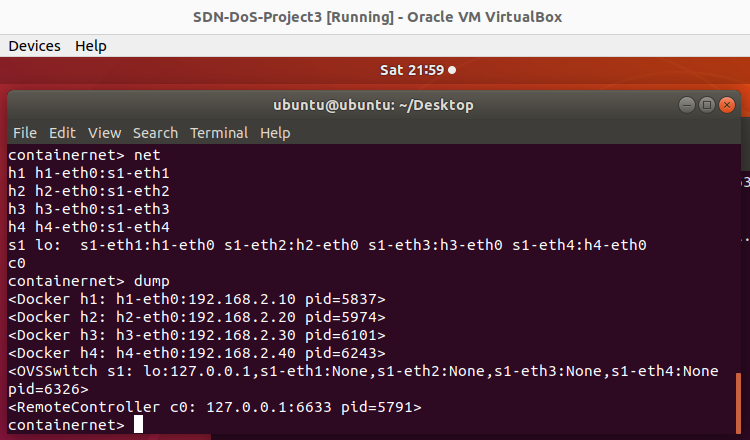 SDN-DoS-Project3 [Running] - Oracle VM VirtualBox
Devices Help
Sat 21:59
ubuntu@ubuntu: ~/Desktop
File Edit View Search Terminal Help
containernet> net
h1 h1-eth0:s1-eth1
h2 h2-eth0:s1-eth2
h3 h3-eth0:s1-eth3
h4 h4-eth0:s1-eth4
s1 lo:  s1-eth1:h1-eth0 s1-eth2:h2-eth0 s1-eth3:h3-eth0 s1-eth4:h4-eth0
c0
containernet> dump
<Docker h1: h1-eth0:192.168.2.10 pid=5837>
<Docker h2: h2-eth0:192.168.2.20 pid=5974>
<Docker h3: h3-eth0:192.168.2.30 pid=6101>
<Docker h4: h4-eth0:192.168.2.40 pid=6243>
<OVSSwitch s1: lo:127.0.0.1,s1-eth1:None,s1-eth2:None,s1-eth3:None,s1-eth4:None
pid=6326>
<RemoteController c0: 127.0.0.1:6633 pid=5791>
containernet>